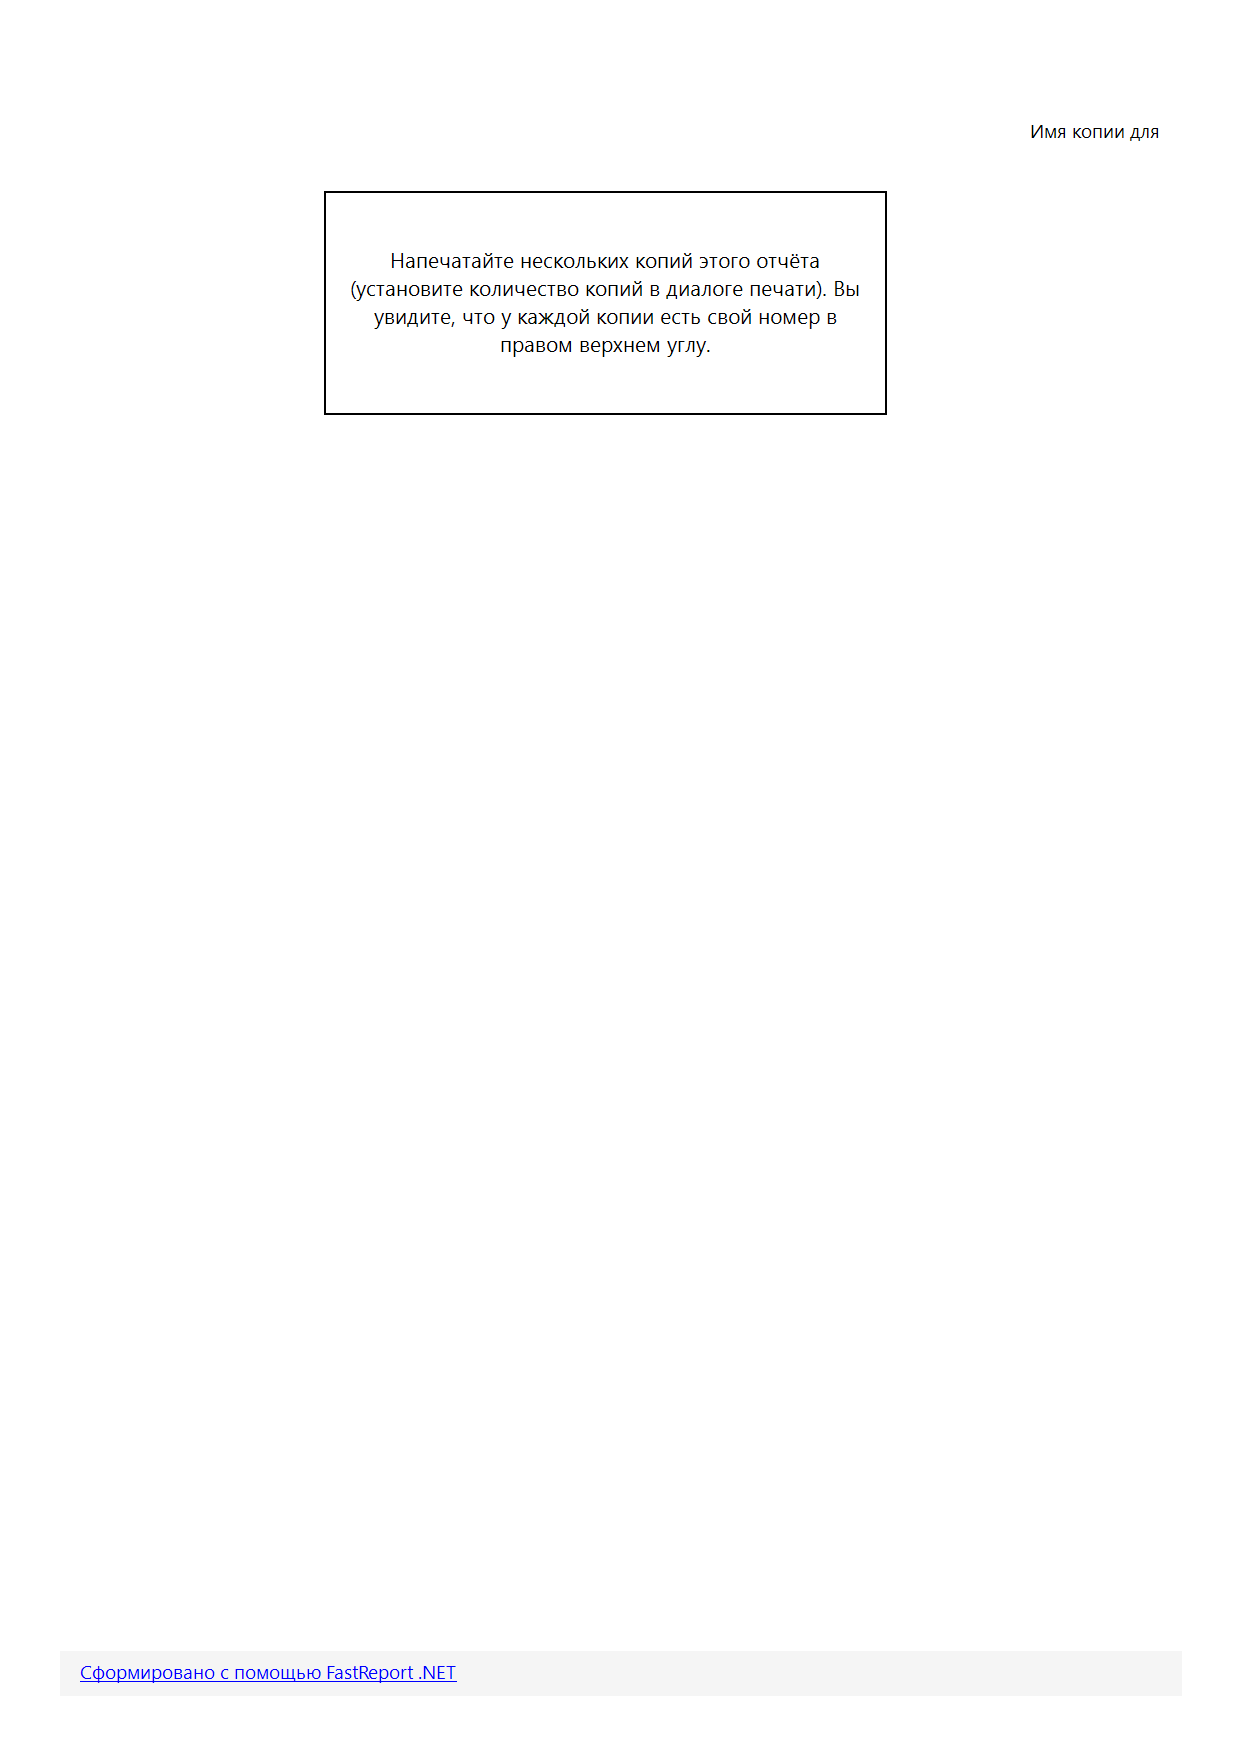 Имя копии для
Напечатайте нескольких копий этого отчёта
(установите количество копий в диалоге печати). Вы
увидите, что у каждой копии есть свой номер в
правом верхнем углу.
Сформировано с помощью FastReport .NET